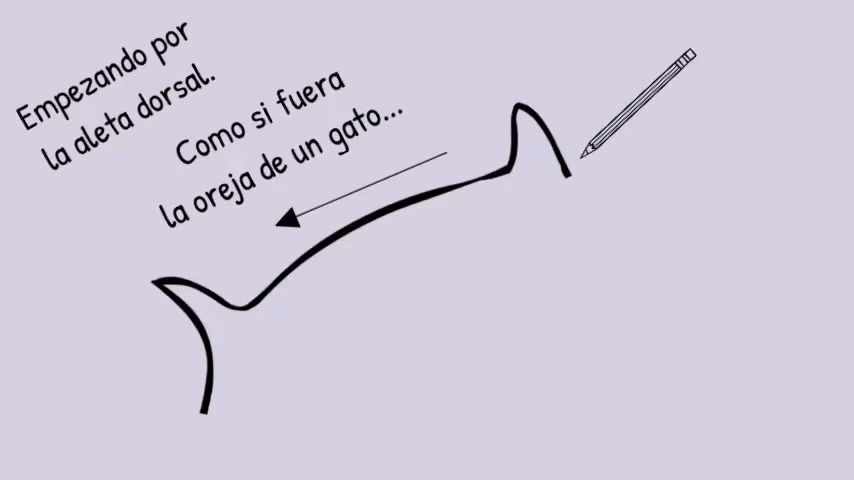 Empezando por
la aleta dorsal.
Como si fuera
la oreja de un gato...